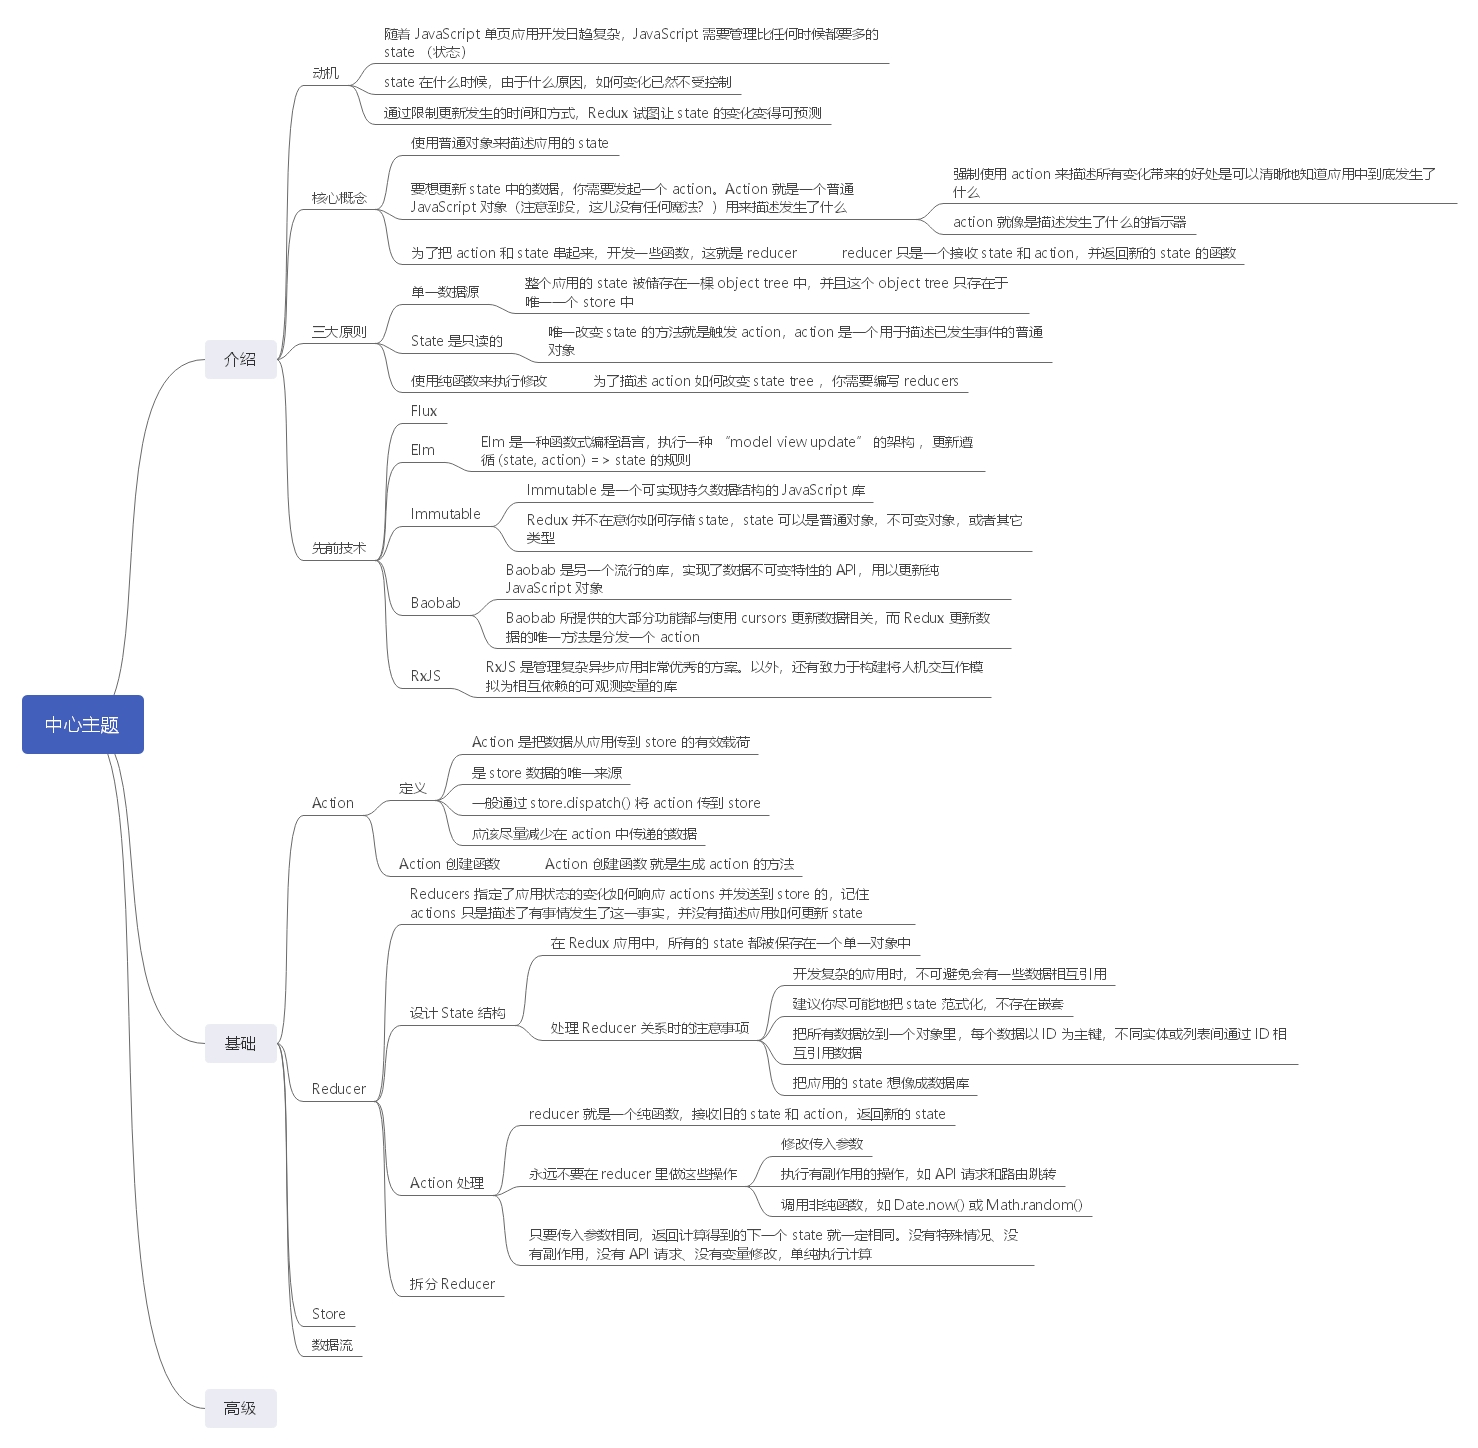 随着 JavaScript 单页应用开发日趋复杂，JavaScript 需要管理比任何时候都要多的
state （状态）
动机
state 在什么时候，由于什么原因，如何变化已然不受控制
通过限制更新发生的时间和方式，Redux 试图让 state 的变化变得可预测
使用普通对象来描述应用的 state
核心概念
要想更新 state 中的数据，你需要发起一个 action。Action 就是一个普通
JavaScript 对象（注意到没，这儿没有任何魔法？）用来描述发生了什么
强制使用 action 来描述所有变化带来的好处是可以清晰地知道应用中到底发生了
什么
action 就像是描述发生了什么的指示器
为了把 action 和 state 串起来，开发一些函数，这就是 reducer
reducer 只是一个接收 state 和 action，并返回新的 state 的函数
单一数据源
整个应用的 state 被储存在一棵 object tree 中，并且这个 object tree 只存在于
唯一一个 store 中
三大原则
State 是只读的
唯一改变 state 的方法就是触发 action，action 是一个用于描述已发生事件的普通
对象
介绍
使用纯函数来执行修改
为了描述 action 如何改变 state tree ，你需要编写 reducers
Flux
Elm
Elm 是一种函数式编程语言，执行一种 “model view update” 的架构 ，更新遵
循 (state, action) => state 的规则
Immutable
Immutable 是一个可实现持久数据结构的 JavaScript 库
Redux 并不在意你如何存储 state，state 可以是普通对象，不可变对象，或者其它
类型
先前技术
Baobab
Baobab 是另一个流行的库，实现了数据不可变特性的 API，用以更新纯
JavaScript 对象
Baobab 所提供的大部分功能都与使用 cursors 更新数据相关，而 Redux 更新数
据的唯一方法是分发一个 action
RxJS
RxJS 是管理复杂异步应用非常优秀的方案。以外，还有致力于构建将人机交互作模
拟为相互依赖的可观测变量的库
中心主题
Action
定义
Action 是把数据从应用传到 store 的有效载荷
是 store 数据的唯一来源
一般通过 store.dispatch() 将 action 传到 store
应该尽量减少在 action 中传递的数据
Action 创建函数
Action 创建函数 就是生成 action 的方法
Reducers 指定了应用状态的变化如何响应 actions 并发送到 store 的，记住
actions 只是描述了有事情发生了这一事实，并没有描述应用如何更新 state
设计 State 结构
在 Redux 应用中，所有的 state 都被保存在一个单一对象中
处理 Reducer 关系时的注意事项
开发复杂的应用时，不可避免会有一些数据相互引用
建议你尽可能地把 state 范式化，不存在嵌套
把所有数据放到一个对象里，每个数据以 ID 为主键，不同实体或列表间通过 ID 相
互引用数据
把应用的 state 想像成数据库
基础
Reducer
Action 处理
reducer 就是一个纯函数，接收旧的 state 和 action，返回新的 state
永远不要在 reducer 里做这些操作
修改传入参数
执行有副作用的操作，如 API 请求和路由跳转
调用非纯函数，如 Date.now() 或 Math.random()
只要传入参数相同，返回计算得到的下一个 state 就一定相同。没有特殊情况、没
有副作用，没有 API 请求、没有变量修改，单纯执行计算
拆分 Reducer
Store
数据流
高级